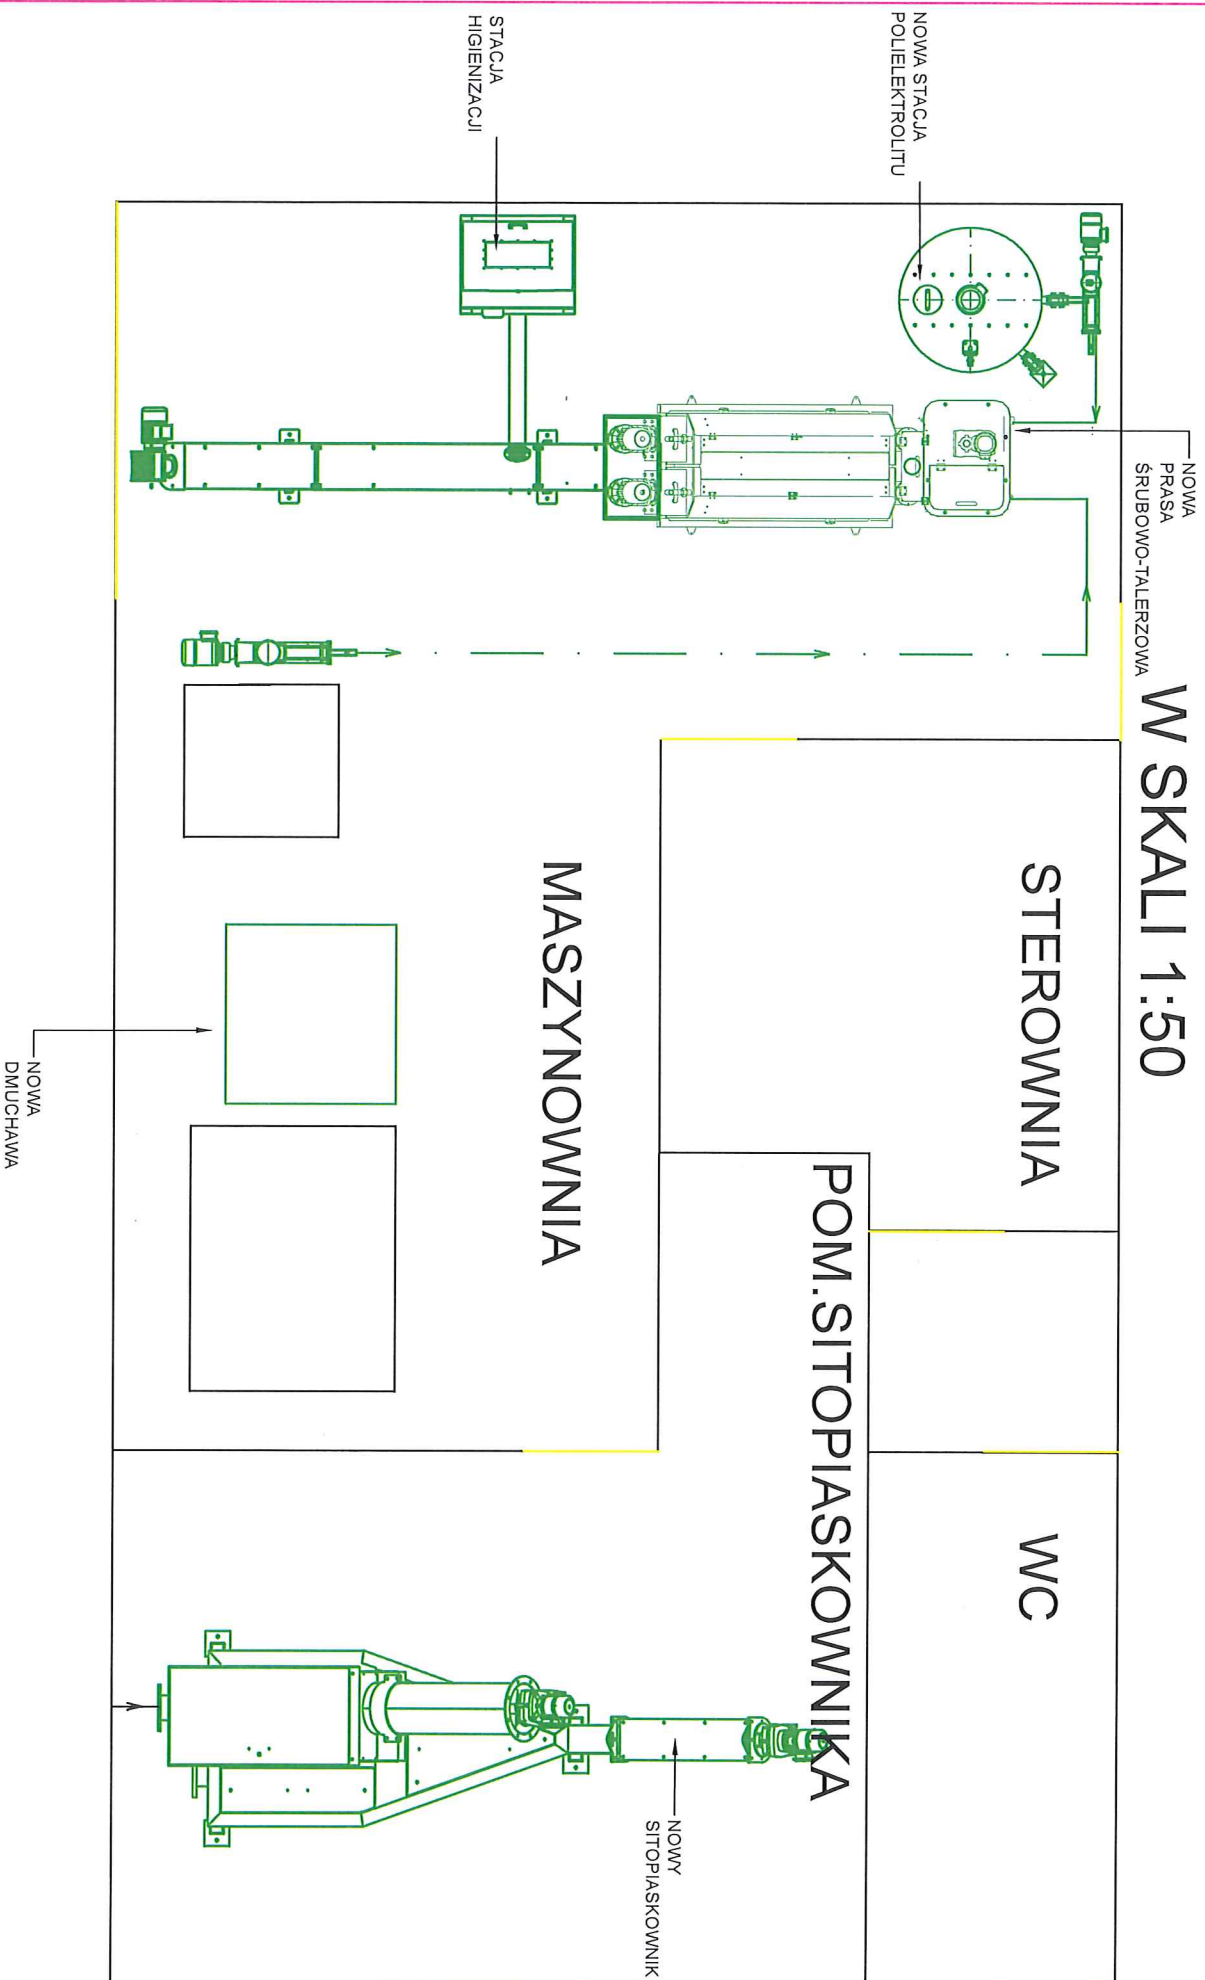 W SKALI 1:50
NOWA
PRASA
ŚRUBOWO-TALERZOWA
NOWA STACJA
POLIELEKTROLITU
STACJA
HIGIENIZACJI
STEROWNIA
WC
POM.SITOPIASKOWNIKA
MASZYNOWNIA
NOWY
SITOPIASKOWNIK
NOWA
DMUCHAWA